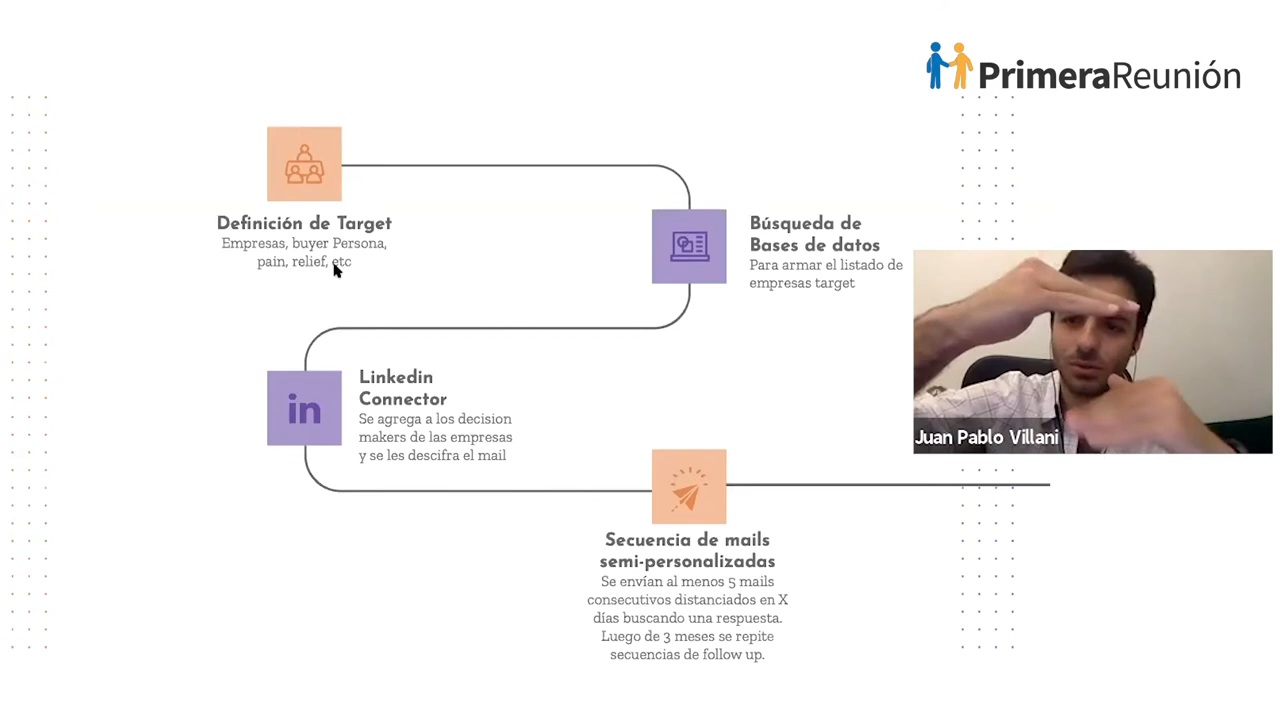 PrimeraReunión
Definición de Target
Empresas, buyer Persona,
pain, relief, etc
Búsqueda de
Bases de datos
Para armar el listado de
empresas target
Linkedin
Connector
Se agrega a los decision
makers de las empresas
y se les descifra el mail
in
Juan Pablo Villani
Secuencia de mails
semi-personalizadas
Se envían al menos 5 mails
consecutivos distanciados en X
días buscando una respuesta.
Luego de 3 meses se repite
secuencias de follow up.